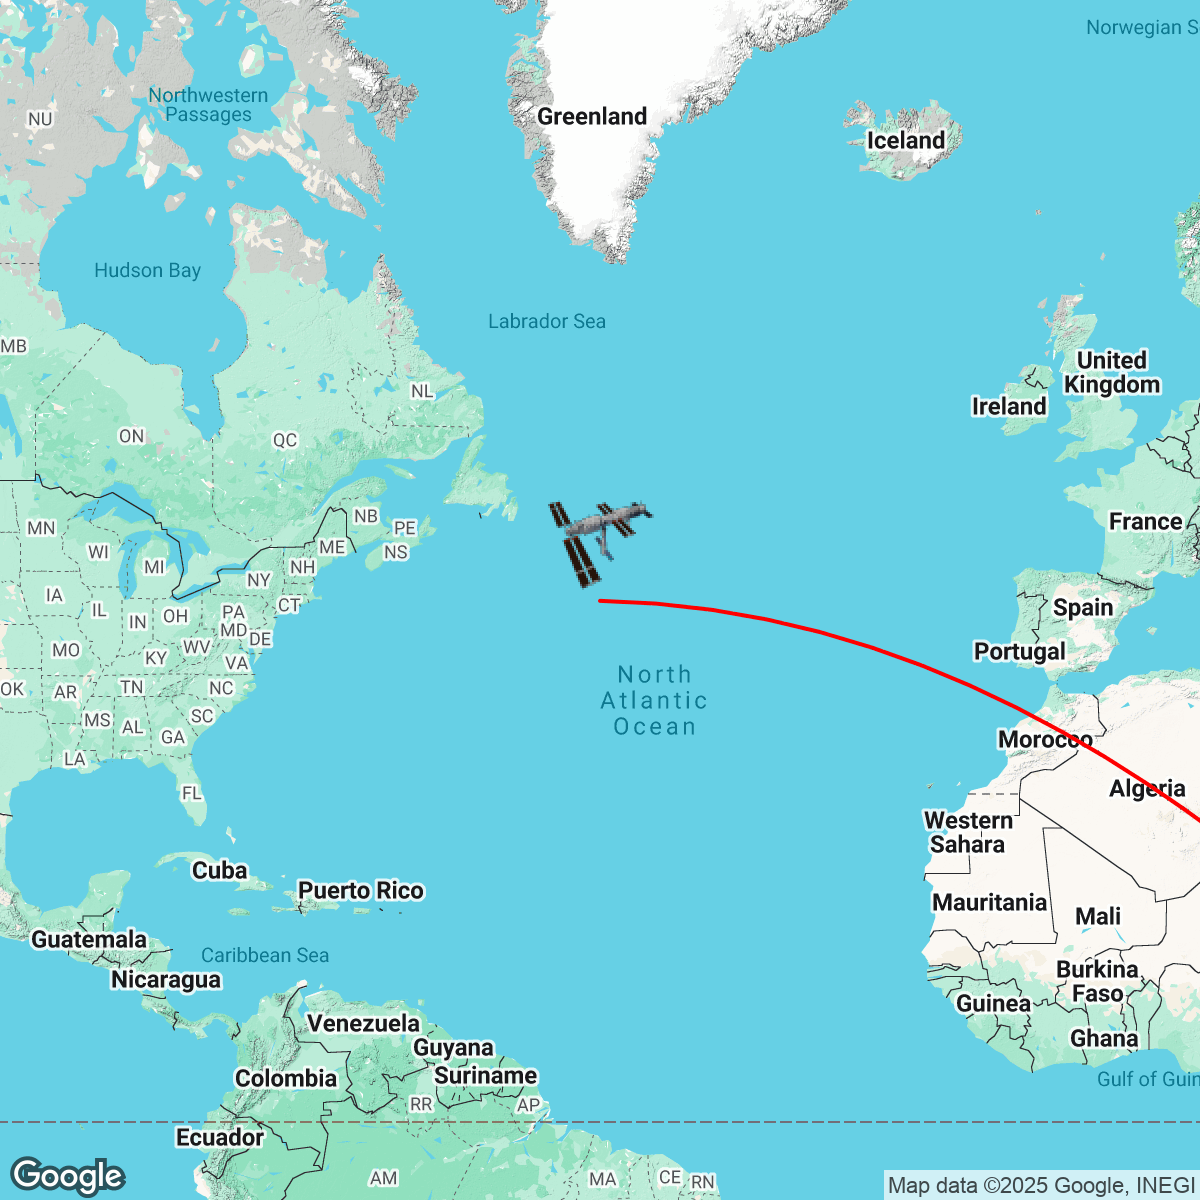 Norwegian S
Northwestern
Passages
NU
Greenland
Iceland
Hudson Bay
Labrador Sea
MB
United
Kingdom
NL
Ireland
ON
QC
NB
PE
France
MN
WI
ME
NS
MI
NH
NY
IA
IL
CT
Spain
PA
OH
IN
MD
DE
MO
WV
Portugal
KY
VA
North
Atlantic
Ocean
OK
AR
TN
NC
MS
SC
AL
GA
Morocco
LA
Algeria
FL
Western
Sahara
Cuba
Puerto Rico
Mauritania
Mali
Guatemala
Caribbean Sea
Burkina
Faso
Nicaragua
Guinea
Venezuela
Ghana
Guyana
Colombia
Suriname
Gulf of Guin
RR
AP
Ecuador
AM
MA
CE
RN
Google
Map data ©2025 Google, INEGI